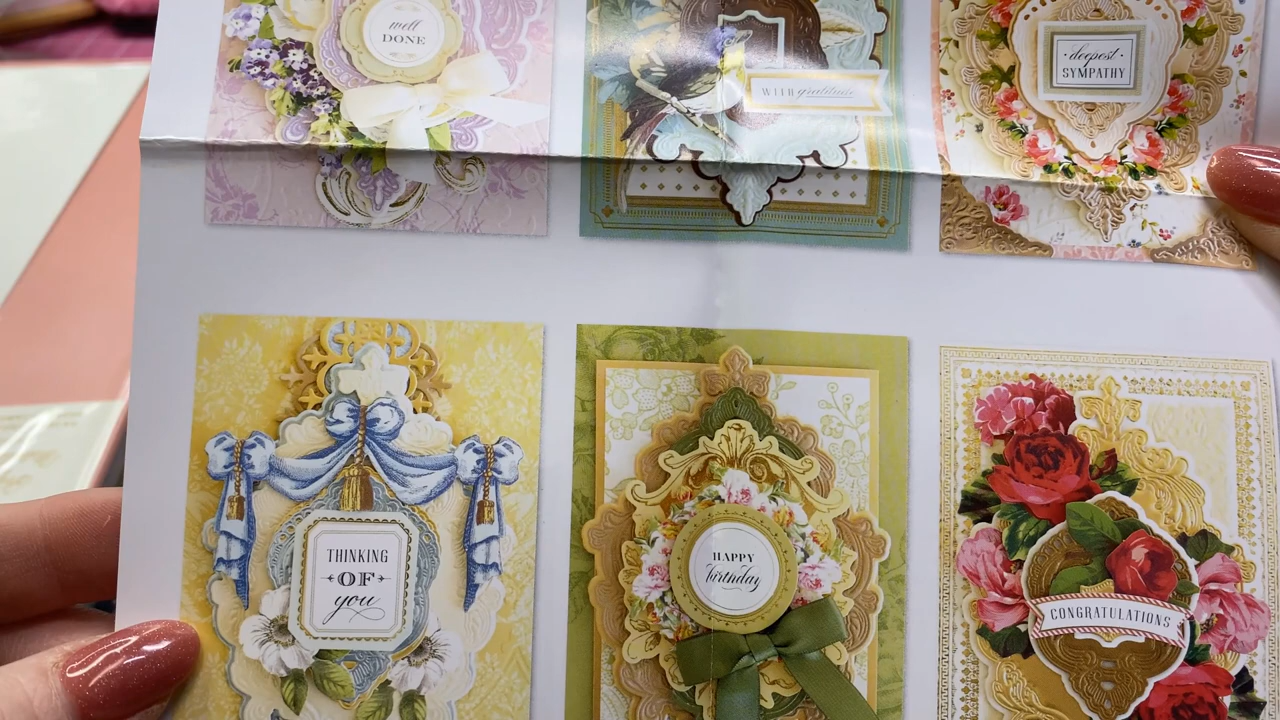 well
DONE
WITH gratitude
deepest
SYMPATHY
THINKING
OF
you
HAPPY
birthday
CONGRATULATIONS